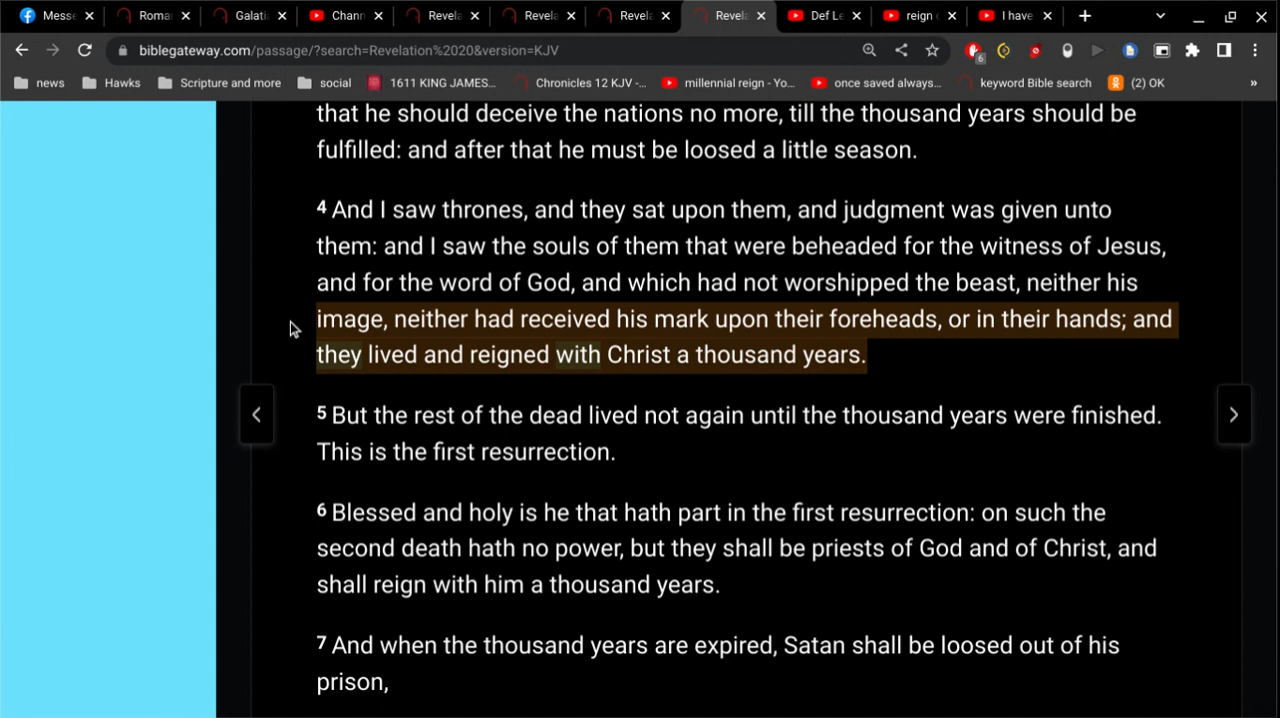 Messe
Roma
Galati
Chann
Revela
Revela
Revela
Revela
Def Le
reign c
I have
biblegateway.com/passage/?search=Revelation%2020&version=KJV
6
news
Hawks
Scripture and more
social
1611 KING JAMES...
Chronicles 12 KJV -...
millennial reign - Yo...
once saved always...
keyword Bible search
(2) OK
»
that he should deceive the nations no more, till the thousand years should be
fulfilled: and after that he must be loosed a little season.
4 And I saw thrones, and they sat upon them, and judgment was given unto
them: and I saw the souls of them that were beheaded for the witness of Jesus,
and for the word of God, and which had not worshipped the beast, neither his
image, neither had received his mark upon their foreheads, or in their hands; and
they lived and reigned with Christ a thousand years.
5 But the rest of the dead lived not again until the thousand years were finished.
This is the first resurrection.
6 Blessed and holy is he that hath part in the first resurrection: on such the
second death hath no power, but they shall be priests of God and of Christ, and
shall reign with him a thousand years.
7 And when the thousand years are expired, Satan shall be loosed out of his
prison,